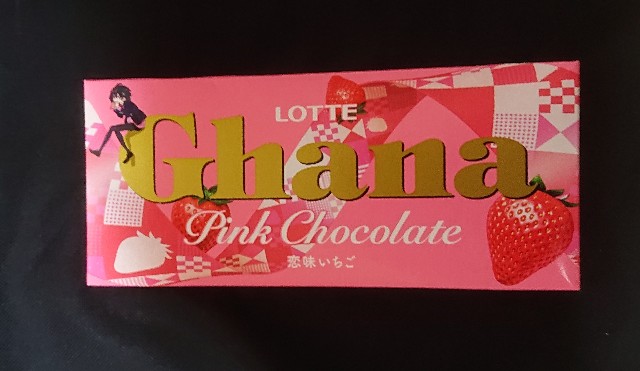 LOTTE
Ghana
Pink Chocolate
恋味いちご